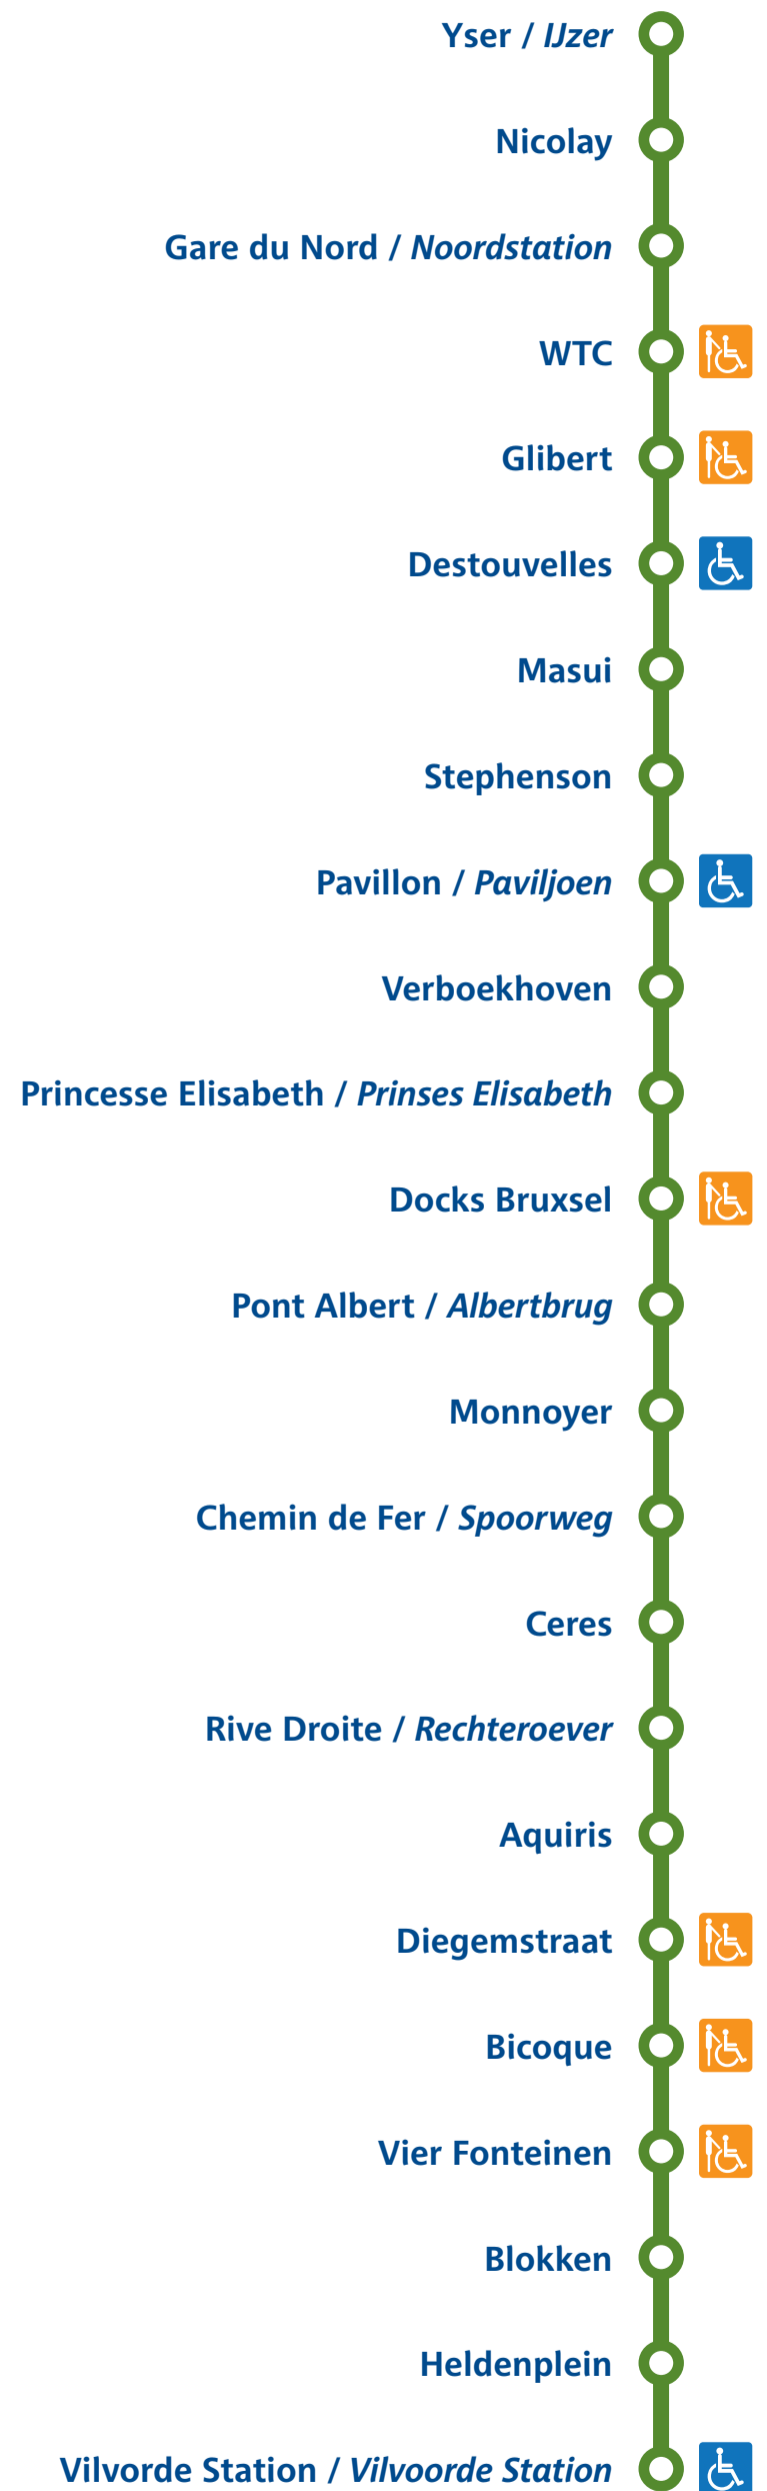 Yser / IJzer
Nicolay
Gare du Nord / Noordstation
WTC
Glibert
Destouvelles
Masui
Stephenson
Pavillon / Paviljoen
Verboekhoven
Princesse Elisabeth / Prinses Elisabeth
Docks Bruxsel
Pont Albert / Albertbrug
Monnoyer
Chemin de Fer / Spoorweg
Ceres
Rive Droite / Rechteroever
Aquiris
Diegemstraat
Bicoque
Vier Fonteinen
Blokken
Heldenplein
Vilvorde Station / Vilvoorde Station